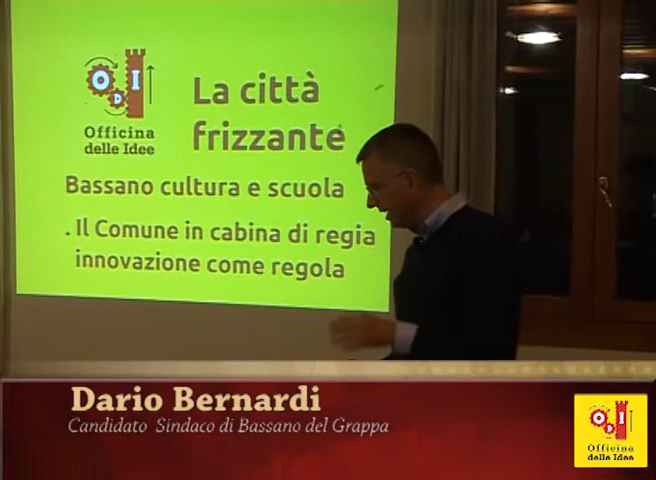 O D I
Officina
delle Idee
La città
frizzante
Bassano cultura e scuola
. Il Comune in cabina di regia
innovazione come regola
Dario Bernardi
Candidato Sindaco di Bassano del Grappa
O D I
Officina
delle Idee